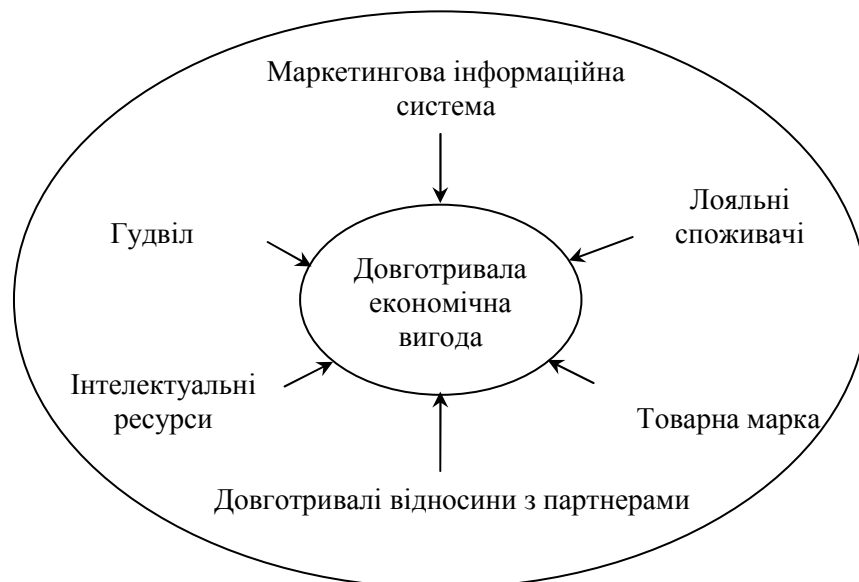 Маркетингова інформаційна
система
Гудвіл
Лояльні
споживачі
Довготривала
економічна
вигода
Інтелектуальні
ресурси
Товарна марка
Довготривалі відносини з партнерами